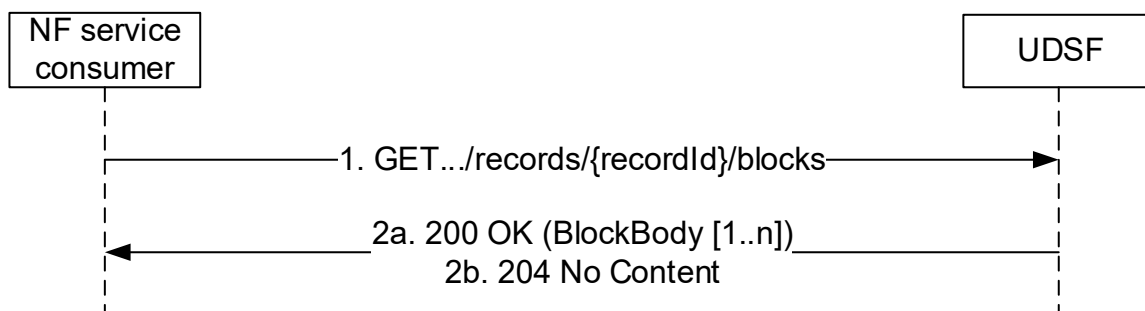 NF service
consumer
UDSF
1. GET.../records/{recordId}/blocks
2a. 200 OK (BlockBody [1..n])
2b. 204 No Content